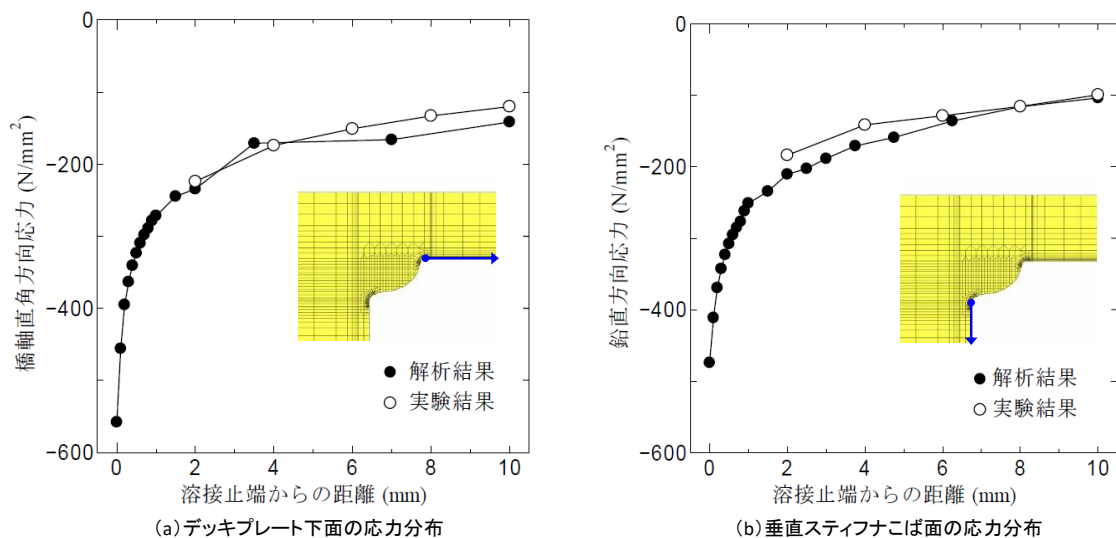 0
−200
−400
−600
橋軸直角方向応力 (N/mm²)
解析結果
実験結果
0 2 4 6 8 10
溶接止端からの距離 (mm)
(a)デッキプレート下面の応力分布
0
−200
−400
−600
鉛直方向応力 (N/mm²)
解析結果
実験結果
0 2 4 6 8 10
溶接止端からの距離 (mm)
(b)垂直スティフナこば面の応力分布